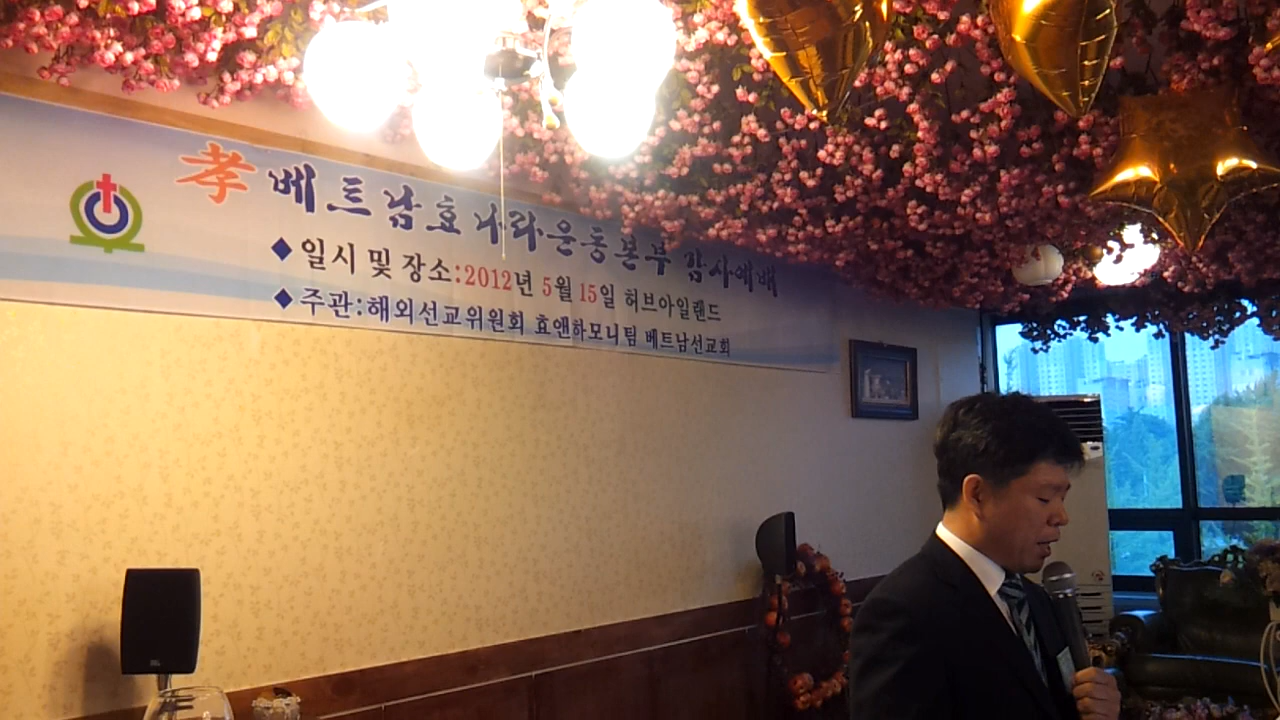 孝 베트남효나라운동본부 감사예배
◆ 일시 및 장소:2012년 5월 15일 허브아일랜드
◆ 주관:해외선교위원회 효앤하모니팀 베트남선교회